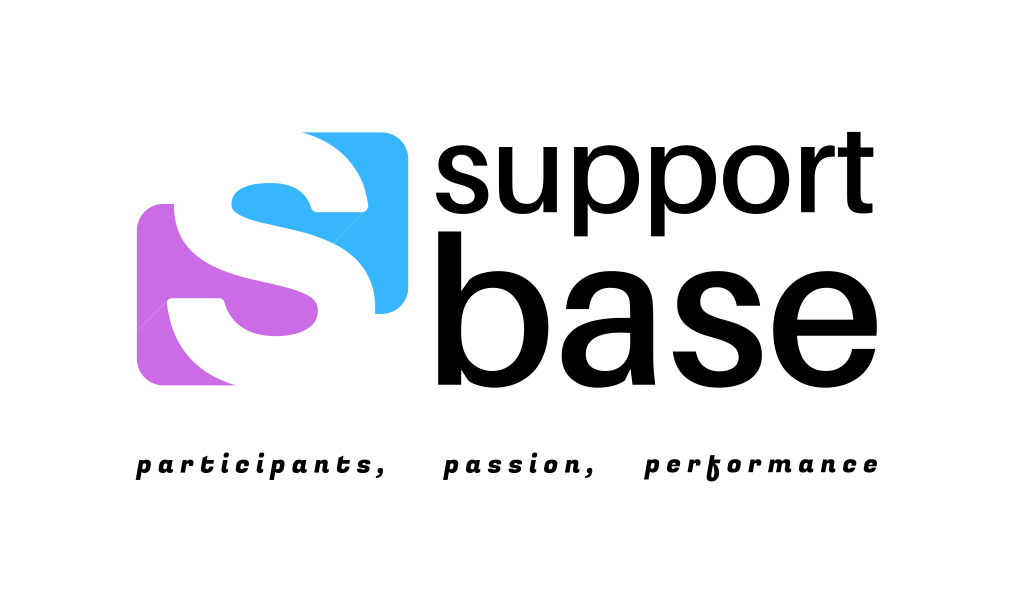 support
base
participants, passion, performance